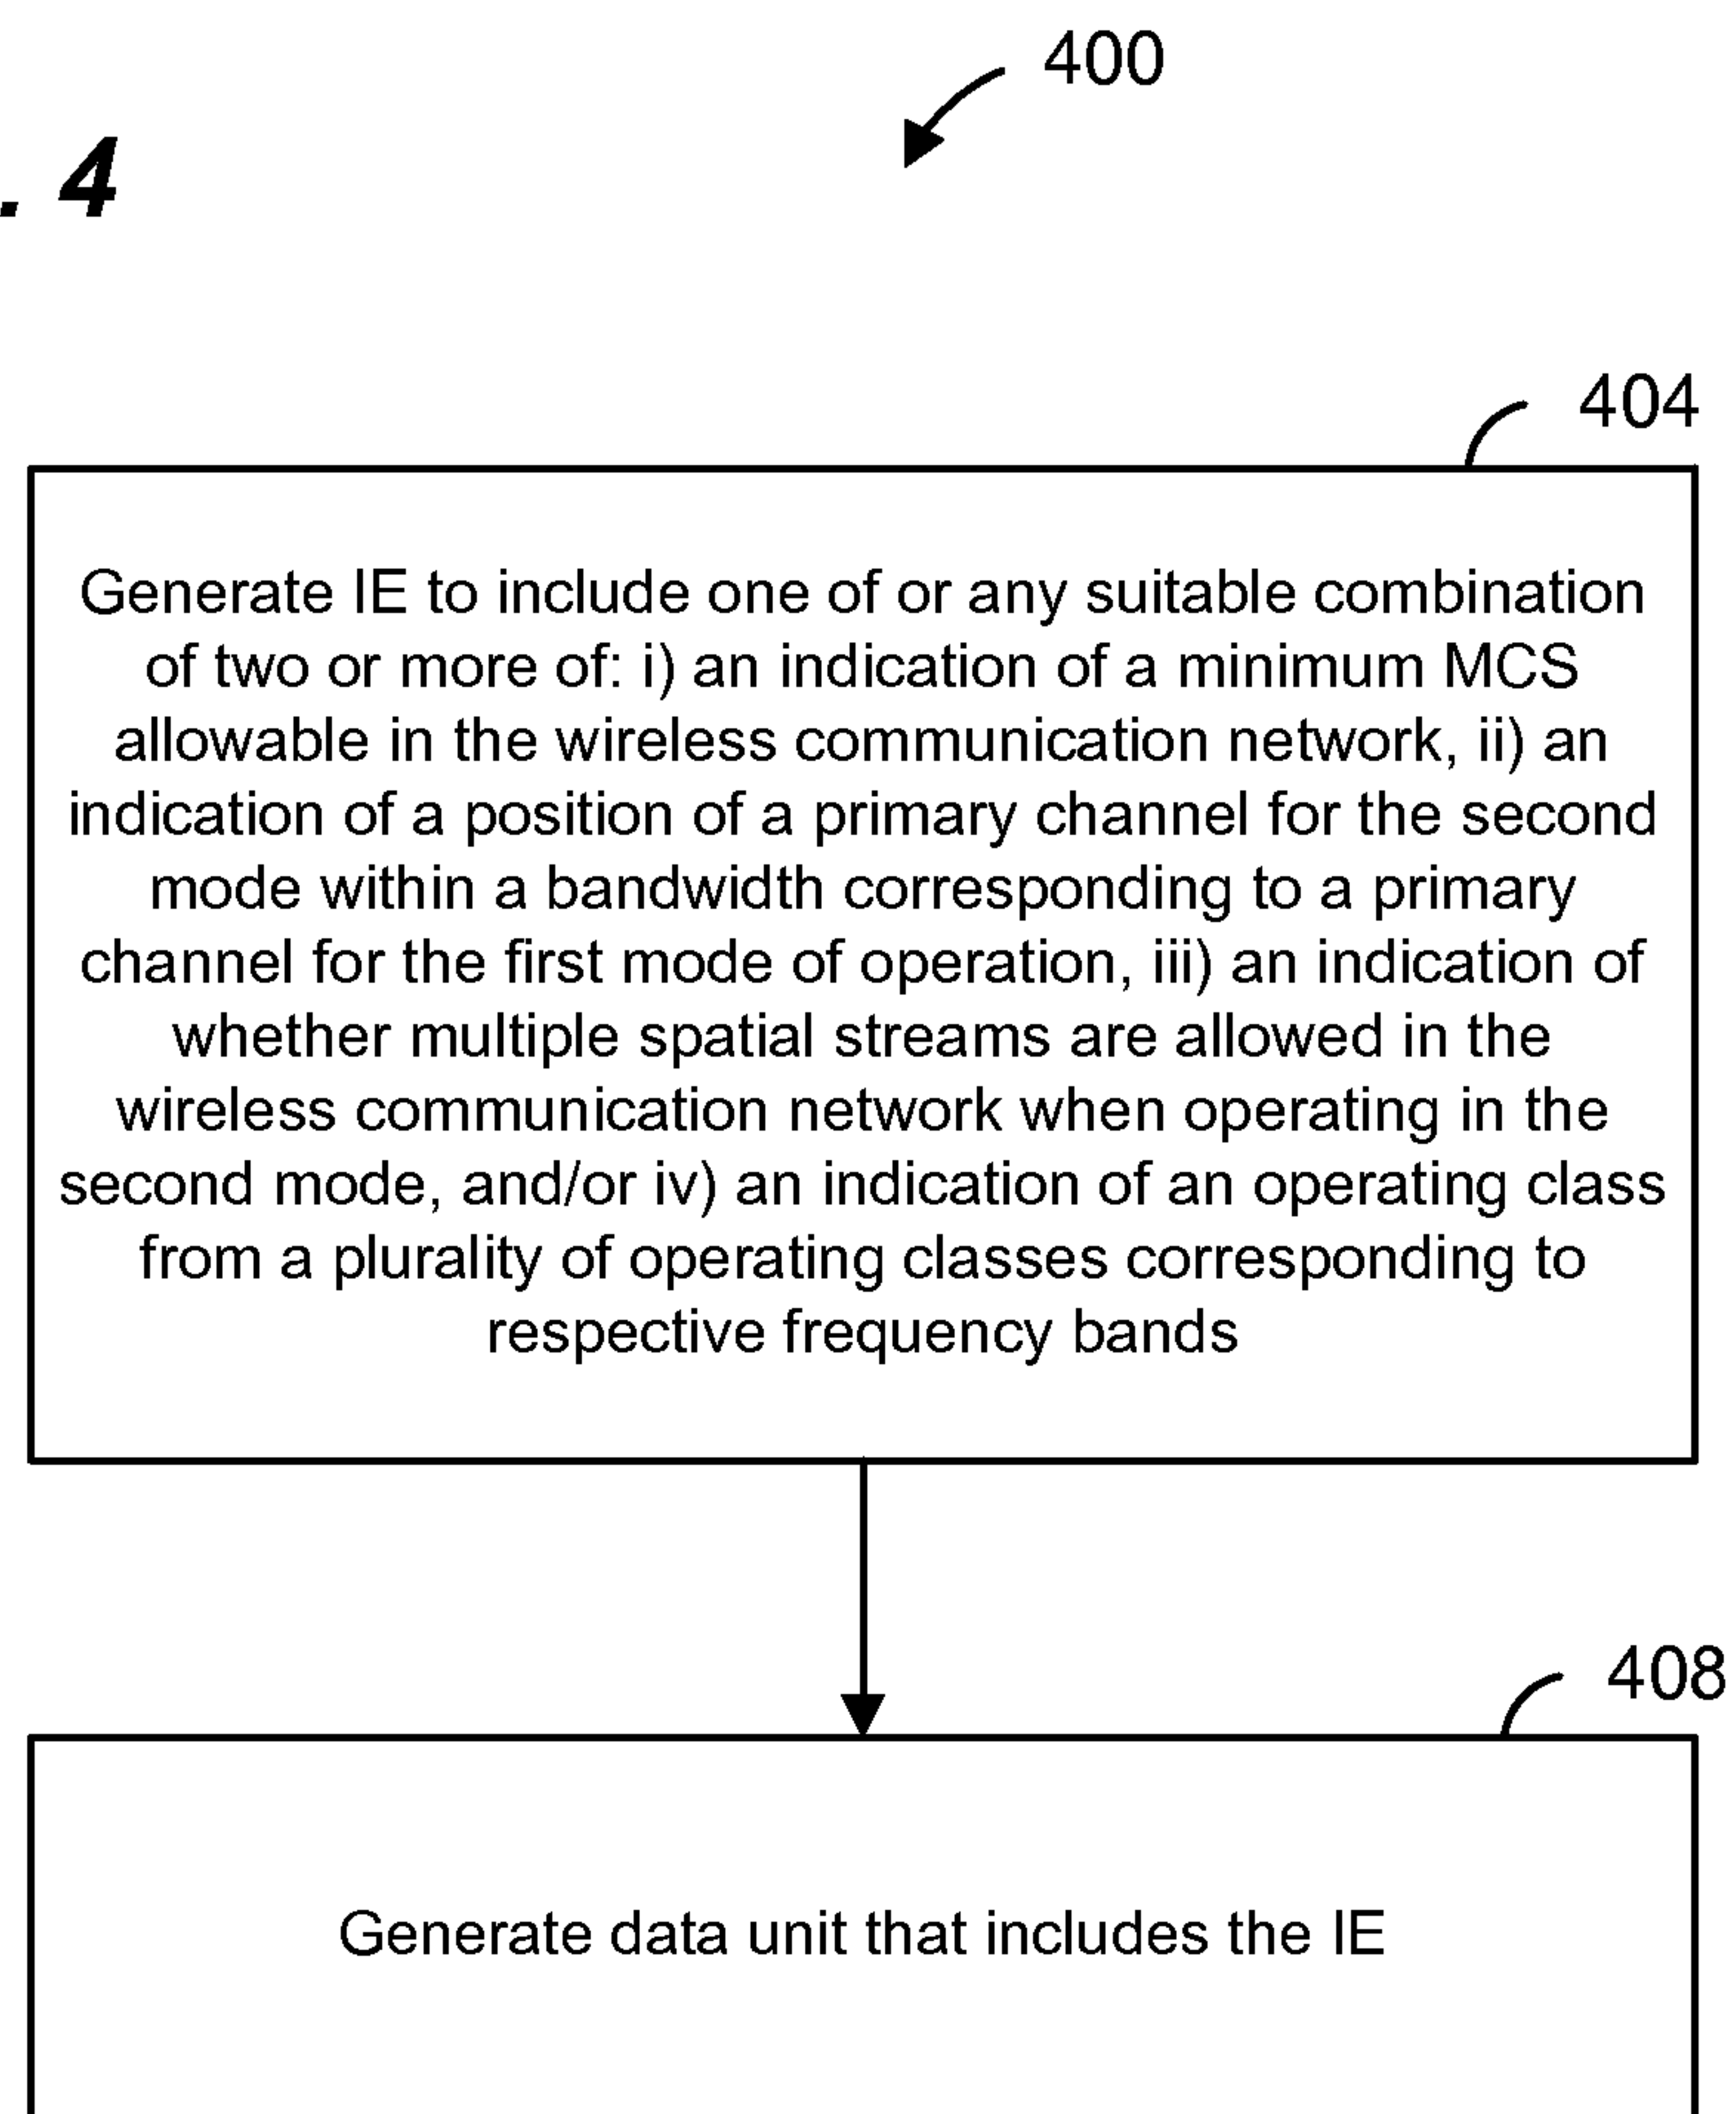 400
. 4
404
Generate IE to include one of or any suitable combination
of two or more of: i) an indication of a minimum MCS
allowable in the wireless communication network, ii) an
indication of a position of a primary channel for the second
mode within a bandwidth corresponding to a primary
channel for the first mode of operation, iii) an indication of
whether multiple spatial streams are allowed in the
wireless communication network when operating in the
second mode, and/or iv) an indication of an operating class
from a plurality of operating classes corresponding to
respective frequency bands
408
Generate data unit that includes the IE